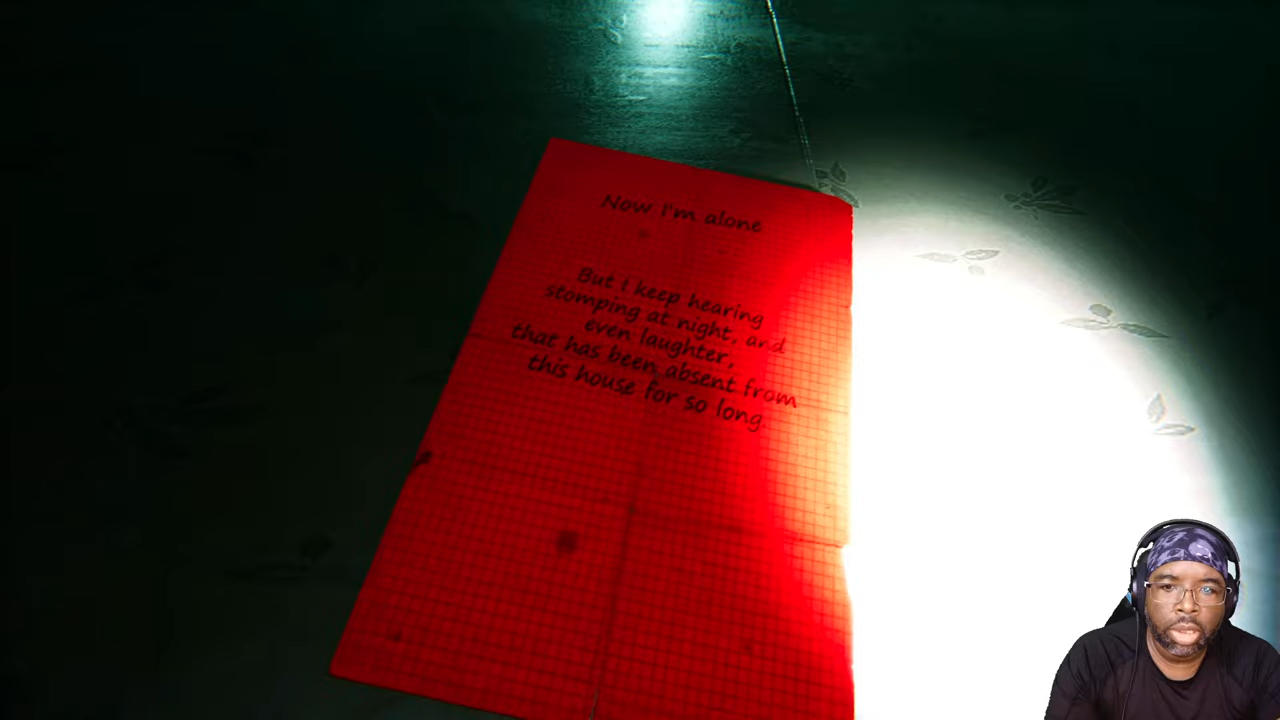 Now I'm alone
But I keep hearing
stomping at night, and
even laughter,
that has been absent from
this house for so long.